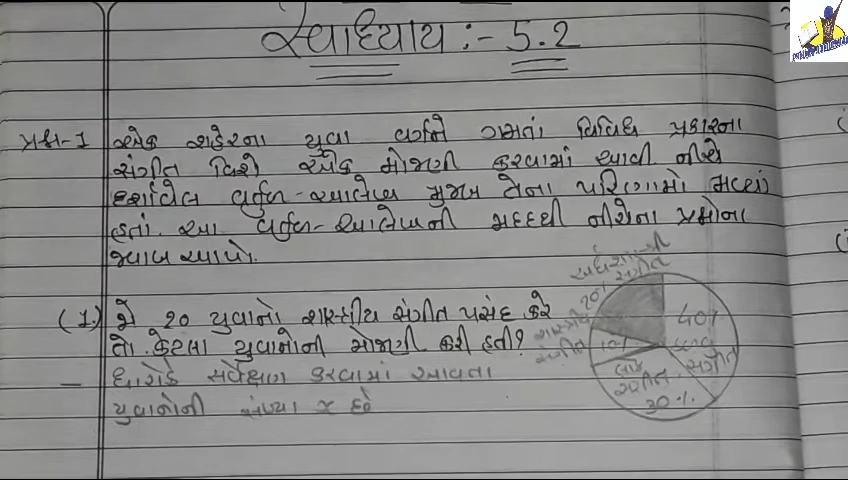 સ્વાધ્યાય :- 5.2
પ્રશ્ન-1 એક શહેરના યુવા વર્ગને ગમતાં વિવિધ પ્રકારના
સંગીત વિશે એક મોજણી કરવામાં આવી નીચે
દર્શાવેલ વર્તુળ-આલેખ મુજબ તેના પરિણામો મળ્યાં
હતાં. આ વર્તુળ-આલેખની મદદથી નીચેના પ્રશ્નોના
જવાબ આપો.
(1.) જો 20 યુવાનો શાસ્ત્રીય સંગીત પસંદ કરે
તો કેટલા યુવાનોની મોજણી કરી હતી?
– ધારોકે સર્વેક્ષણ કરવામાં આવતા
યુવાનોની સંખ્યા x છે
સંગીત
20%
શાસ્ત્રીય
સંગીત
10%
40%
સંગીત
લોક
સંગીત
30%